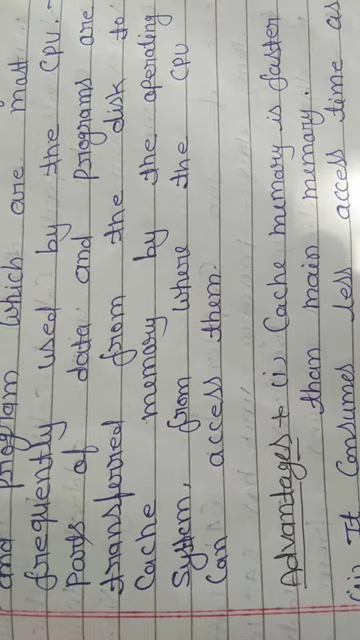 and program which are most
frequently used by the CPU.
Parts of data and programs are
transferred from the disk to
Cache memory by the operating
System, from where the CPU
Can access them.
Advantages → (i) Cache memory is faster
than main memory.
(ii) It Consumes less access time as